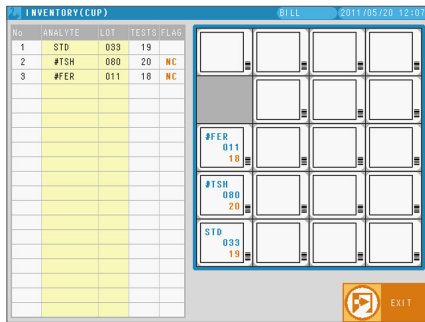 INVENTORY(CUP) BILL 2011/05/20 12:07
No ANALYTE LOT TESTS FLAG
1 STD 033 19
2 #TSH 080 20 NC
3 #FER 011 18 NC
#FER
011
18
#TSH
080
20
STD
033
19
EXIT